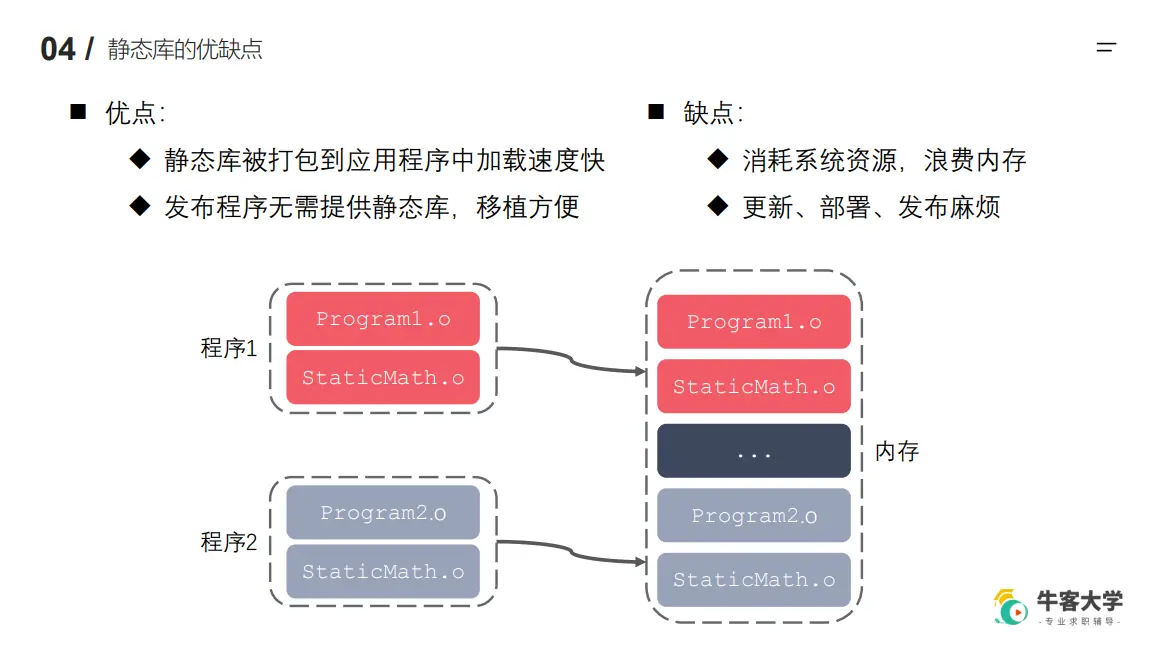 04 / 静态库的优缺点
■ 优点：
◆ 静态库被打包到应用程序中加载速度快
◆ 发布程序无需提供静态库，移植方便
■ 缺点：
◆ 消耗系统资源，浪费内存
◆ 更新、部署、发布麻烦
程序1
Program1.o
StaticMath.o
程序2
Program2.o
StaticMath.o
Program1.o
StaticMath.o
...
Program2.o
StaticMath.o
内存
牛客大学
-专业求职辅导-